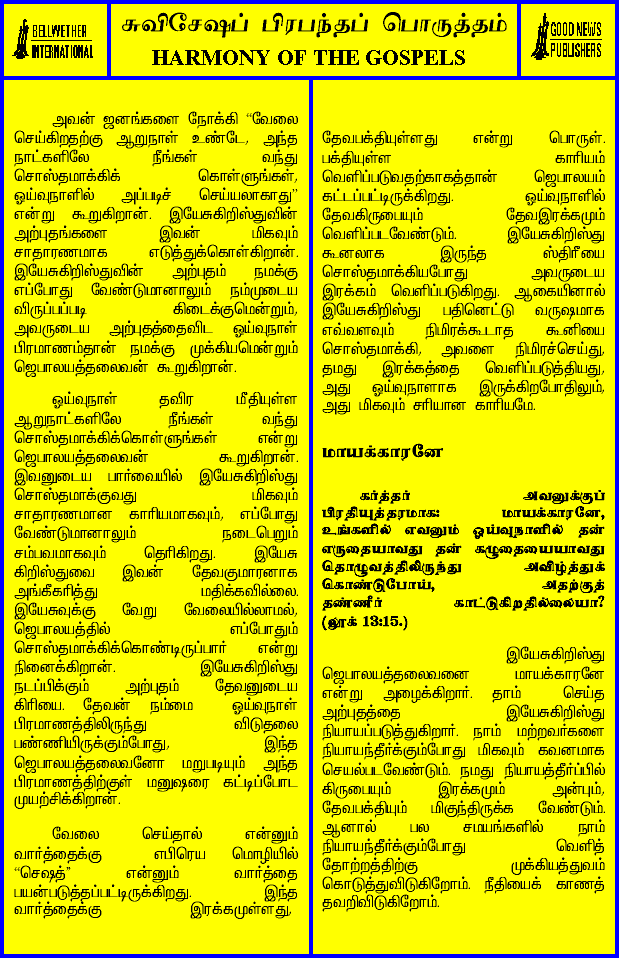 BELLWETHER
INTERNATIONAL
சுவிசேஷப் பிரபந்தப் பொருத்தம்
HARMONY OF THE GOSPELS
GOOD NEWS
PUBLISHERS
அவன் ஜனங்களை நோக்கி “வேலை
செய்கிறதற்கு ஆறுநாள் உண்டே, அந்த
நாட்களிலே நீங்கள் வந்து
சொஸ்தமாக்கிக் கொள்ளுங்கள்,
ஓய்வுநாளில் அப்படிச் செய்யலாகாது”
என்று கூறுகிறான். இயேசுகிறிஸ்துவின்
அற்புதங்களை இவன் மிகவும்
சாதாரணமாக எடுத்துக்கொள்கிறான்.
இயேசுகிறிஸ்துவின் அற்புதம் நமக்கு
எப்போது வேண்டுமானாலும் நம்முடைய
விருப்பப்படி கிடைக்குமென்றும்,
அவருடைய அற்புதத்தைவிட ஓய்வுநாள்
பிரமாணம்தான் நமக்கு முக்கியமென்றும்
ஜெபாலயத்தலைவன் கூறுகிறான்.
ஓய்வுநாள் தவிர மீதியுள்ள
ஆறுநாட்களிலே நீங்கள் வந்து
சொஸ்தமாக்கிக்கொள்ளுங்கள் என்று
ஜெபாலயத்தலைவன் கூறுகிறான்.
இவனுடைய பார்வையில் இயேசுகிறிஸ்து
சொஸ்தமாக்குவது மிகவும்
சாதாரணமான காரியமாகவும், எப்போது
வேண்டுமானாலும் நடைபெறும்
சம்பவமாகவும் தெரிகிறது. இயேசு
கிறிஸ்துவை இவன் தேவகுமாரனாக
அங்கீகரித்து மதிக்கவில்லை.
இயேசுவுக்கு வேறு வேலையில்லாமல்,
ஜெபாலயத்தில் எப்போதும்
சொஸ்தமாக்கிக்கொண்டிருப்பார் என்று
நினைக்கிறான். இயேசுகிறிஸ்து
நடப்பிக்கும் அற்புதம் தேவனுடைய
கிரியை. தேவன் நம்மை ஓய்வுநாள்
பிரமாணத்திலிருந்து விடுதலை
பண்ணியிருக்கும்போது, இந்த
ஜெபாலயத்தலைவனோ மறுபடியும் அந்த
பிரமாணத்திற்குள் மனுஷரை கட்டிப்போட
முயற்சிக்கிறான்.
வேலை செய்தால் என்னும்
வார்த்தைக்கு எபிரெய மொழியில்
“செஷத்” என்னும் வார்த்தை
பயன்படுத்தப்பட்டிருக்கிறது. இந்த
வார்த்தைக்கு இரக்கமுள்ளது,
தேவபக்தியுள்ளது என்று பொருள்.
பக்தியுள்ள காரியம்
வெளிப்படுவதற்காகத்தான் ஜெபாலயம்
கட்டப்பட்டிருக்கிறது. ஓய்வுநாளில்
தேவகிருபையும் தேவஇரக்கமும்
வெளிப்படவேண்டும். இயேசுகிறிஸ்து
கூனலாக இருந்த ஸ்திரீயை
சொஸ்தமாக்கியபோது அவருடைய
இரக்கம் வெளிப்படுகிறது. ஆகையினால்
இயேசுகிறிஸ்து பதினெட்டு வருஷமாக
எவ்வளவும் நிமிரக்கூடாத கூனியை
சொஸ்தமாக்கி, அவளை நிமிரச்செய்து,
தமது இரக்கத்தை வெளிப்படுத்தியது,
அது ஓய்வுநாளாக இருக்கிறபோதிலும்,
அது மிகவும் சரியான காரியமே.
மாயக்காரனே
கர்த்தர் அவனுக்குப்
பிரதியுத்தரமாக: மாயக்காரனே,
உங்களில் எவனும் ஓய்வுநாளில் தன்
எருதையாவது தன் கழுதையையாவது
தொழுவத்திலிருந்து அவிழ்த்துக்
கொண்டுபோய், அதற்குத்
தண்ணீர் காட்டுகிறதில்லையா?
(லூக் 13:15.)
இயேசுகிறிஸ்து
ஜெபாலயத்தலைவனை மாயக்காரனே
என்று அழைக்கிறார். தாம் செய்த
அற்புதத்தை இயேசுகிறிஸ்து
நியாயப்படுத்துகிறார். நாம் மற்றவர்களை
நியாயந்தீர்க்கும்போது மிகவும் கவனமாக
செயல்படவேண்டும். நமது நியாயத்தீர்ப்பில்
கிருபையும் இரக்கமும் அன்பும்,
தேவபக்தியும் மிகுந்திருக்க வேண்டும்.
ஆனால் பல சமயங்களில் நாம்
நியாயந்தீர்க்கும்போது வெளித்
தோற்றத்திற்கு முக்கியத்துவம்
கொடுத்துவிடுகிறோம். நீதியைக் காணத்
தவறிவிடுகிறோம்.